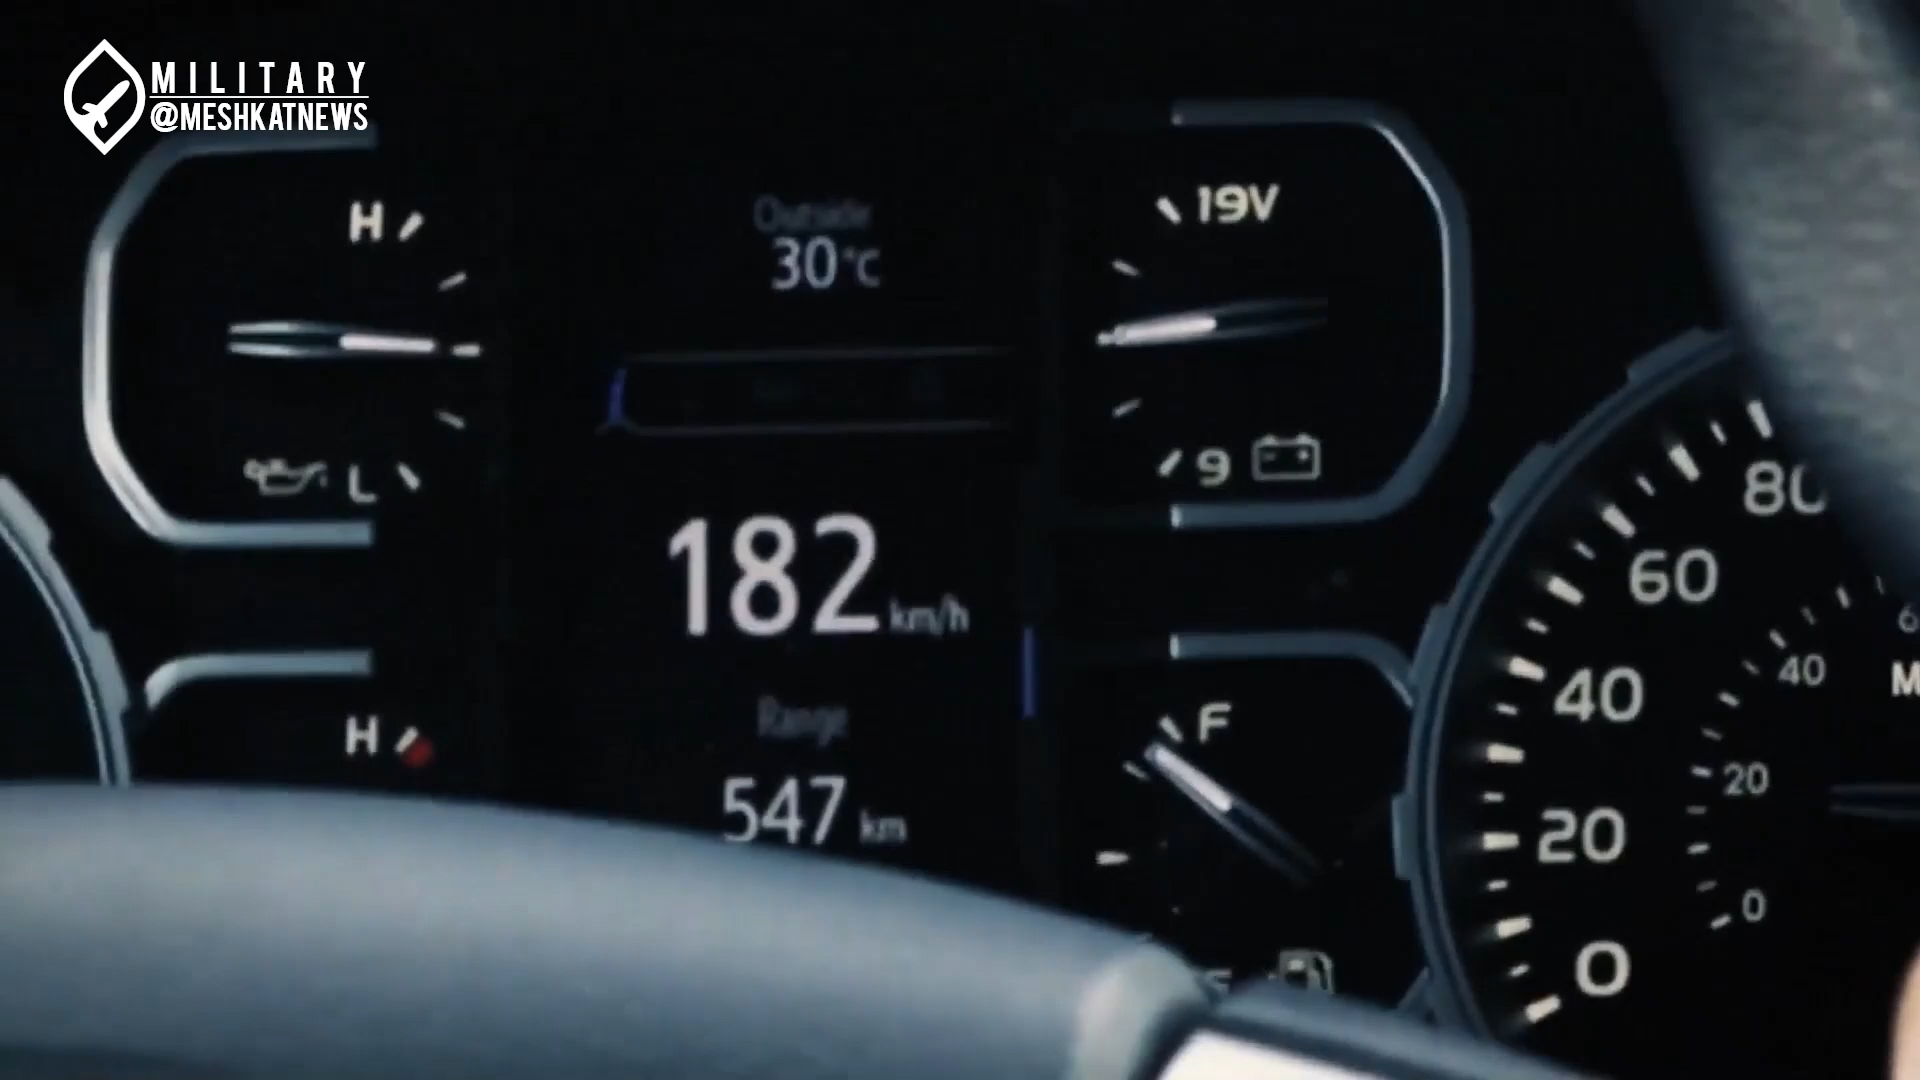 MILITARY
@MESHKATNEWS
H
L
H
Outside
30°C
182 km/h
Range
547 km
19V
9
F
80
60
40
20
0
40
20
0